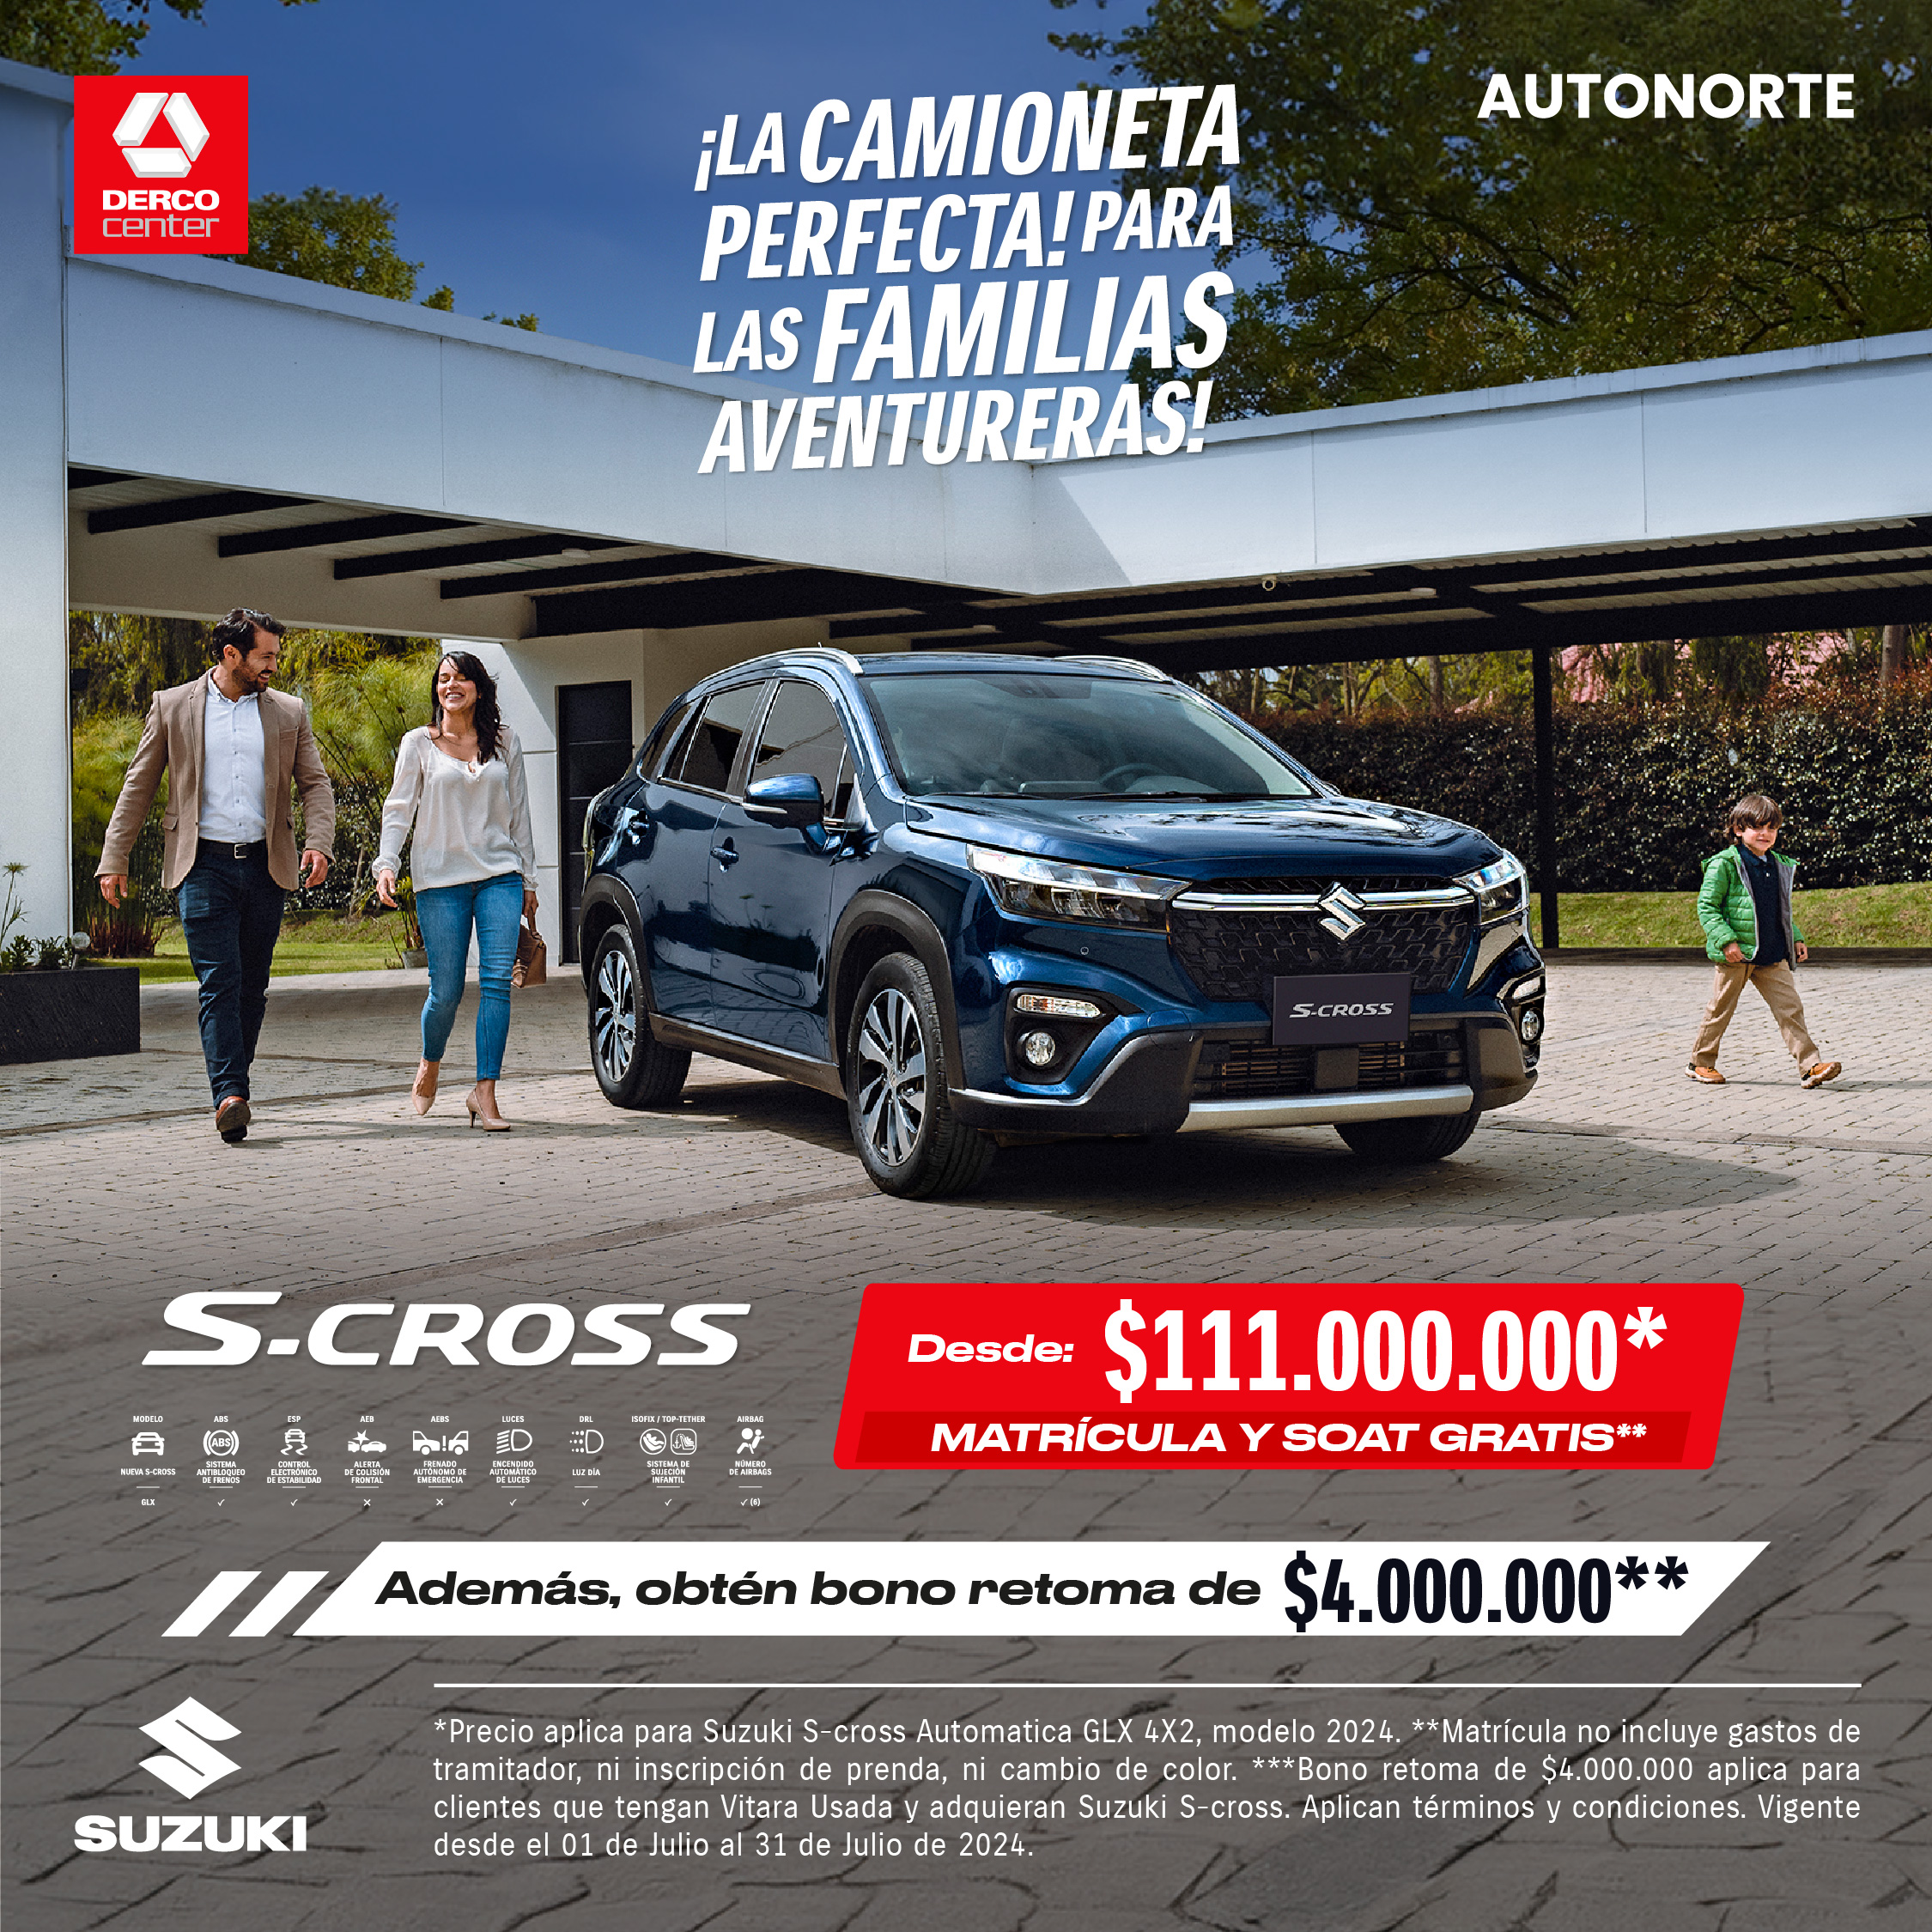 DERCO
center
AUTONORTE
¡LA CAMIONETA
PERFECTA! PARA
LAS FAMILIAS
AVENTURERAS!
S-CROSS
S-CROSS
Desde: $111.000.000*
MATRÍCULA Y SOAT GRATIS**
MODELO ABS ESP AEB AEBS LUCES DRL ISOFIX / TOP-TETHER AIRBAG
ABS
NUEVA S-CROSS
SISTEMA
ANTIBLOQUEO
DE FRENOS
CONTROL
ELECTRÓNICO
DE ESTABILIDAD
ALERTA
DE COLISIÓN
FRONTAL
FRENADO
AUTÓNOMO DE
EMERGENCIA
ENCENDIDO
AUTOMÁTICO
DE LUCES
LUZ DÍA
SISTEMA DE
SUJECIÓN
INFANTIL
NÚMERO
DE AIRBAGS
GLX ✓ ✓ ✕ ✕ ✓ ✓ ✓ ✓ (6)
Además, obtén bono retoma de $4.000.000**
SUZUKI
*Precio aplica para Suzuki S-cross Automatica GLX 4X2, modelo 2024. **Matrícula no incluye gastos de
tramitador, ni inscripción de prenda, ni cambio de color. ***Bono retoma de $4.000.000 aplica para
clientes que tengan Vitara Usada y adquieran Suzuki S-cross. Aplican términos y condiciones. Vigente
desde el 01 de Julio al 31 de Julio de 2024.